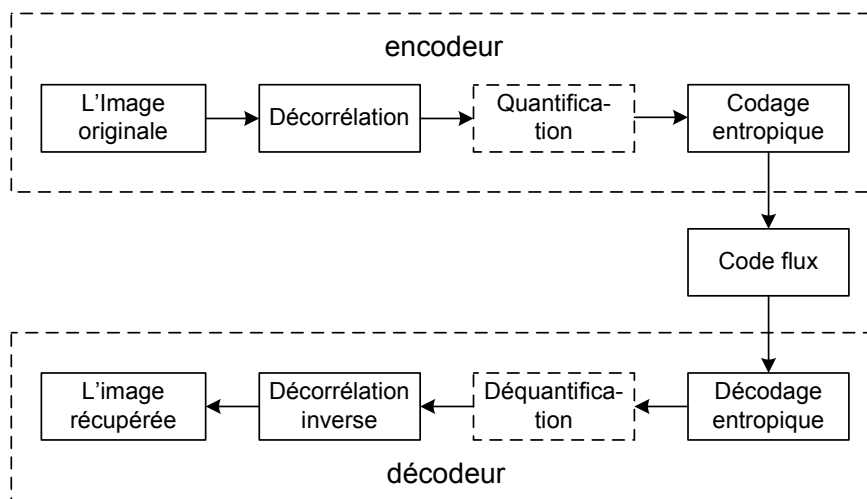 encodeur
L'Image
originale
Décorrélation
Quantifica-
tion
Codage
entropique
Code flux
L'image
récupérée
Décorrélation
inverse
Déquantifica-
tion
Décodage
entropique
décodeur